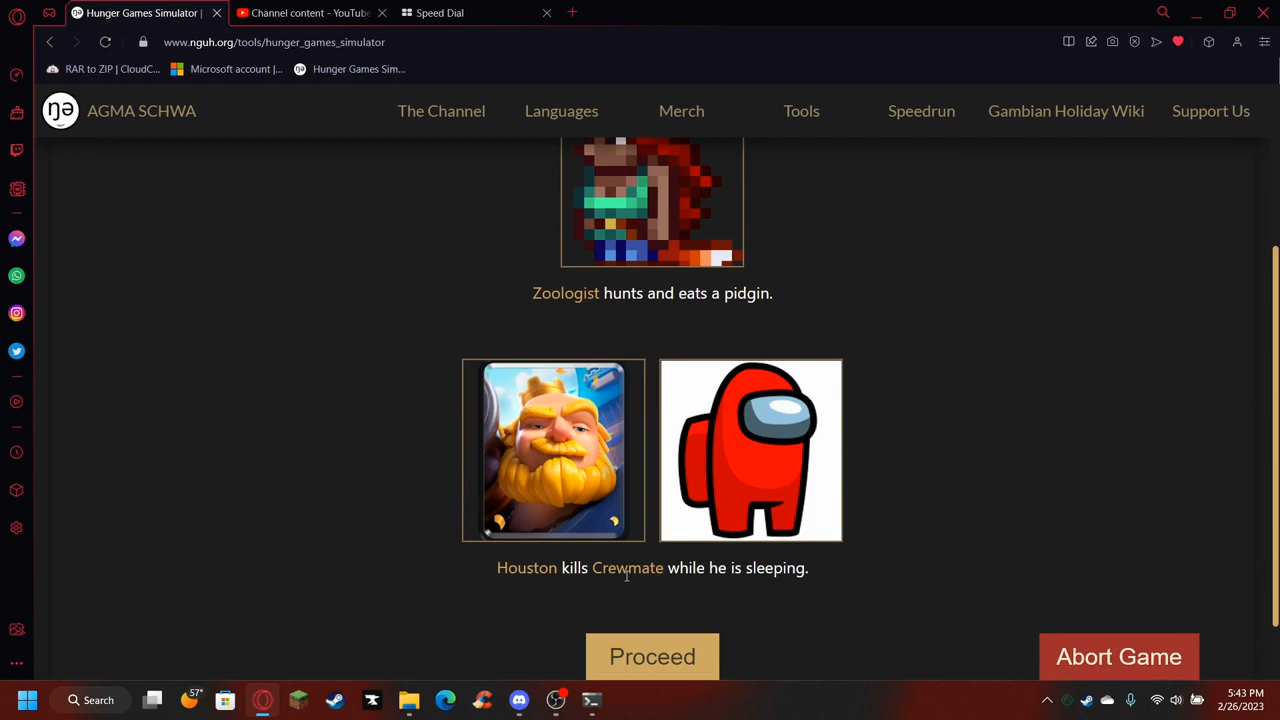 Hunger Games Simulator |
Channel content - YouTube
Speed Dial
www.nguh.org/tools/hunger_games_simulator
RAR to ZIP | CloudC...
Microsoft account |...
Hunger Games Sim...
ŋə AGMA SCHWA
The Channel
Languages
Merch
Tools
Speedrun
Gambian Holiday Wiki
Support Us
Zoologist hunts and eats a pidgin.
Houston kills Crewmate while he is sleeping.
Proceed
Abort Game
57°
Search
5:43 PM
2/26/2023